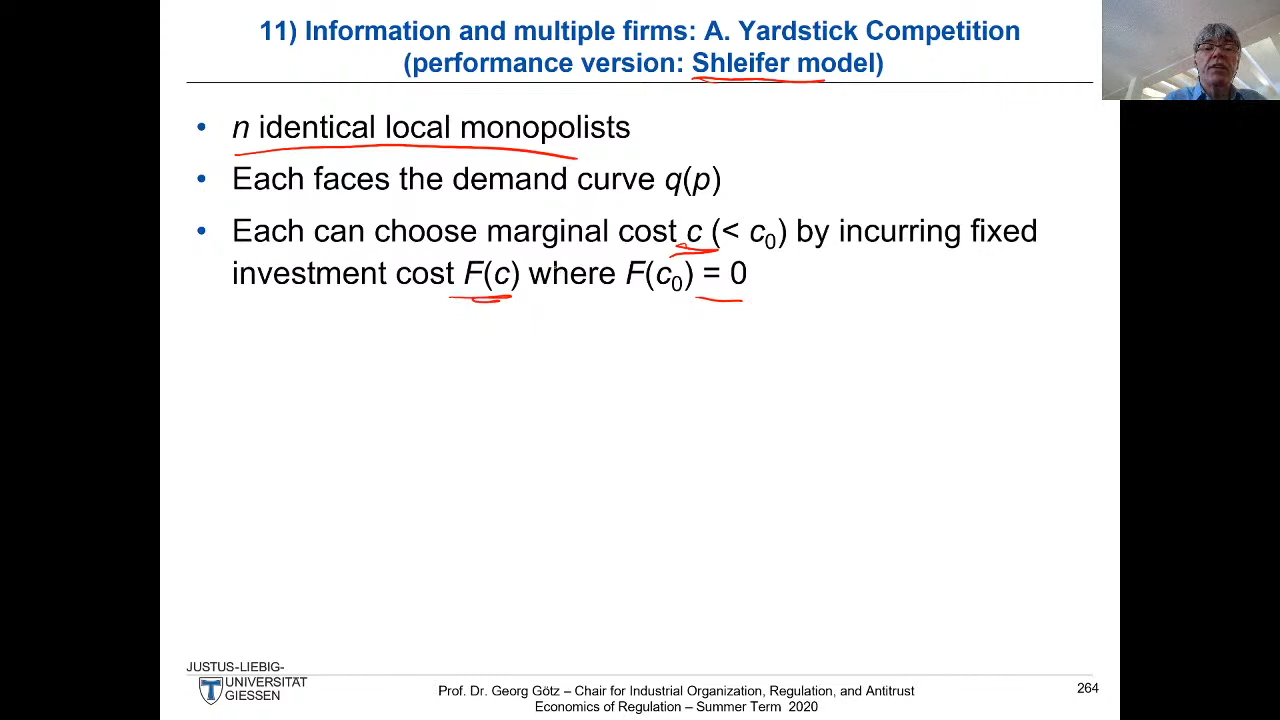 11) Information and multiple firms: A. Yardstick Competition
(performance version: Shleifer model)
• n identical local monopolists
• Each faces the demand curve q(p)
• Each can choose marginal cost c (< c₀) by incurring fixed
investment cost F(c) where F(c₀) = 0
JUSTUS-LIEBIG-
UNIVERSITÄT
GIESSEN
Prof. Dr. Georg Götz – Chair for Industrial Organization, Regulation, and Antitrust
Economics of Regulation – Summer Term 2020
264